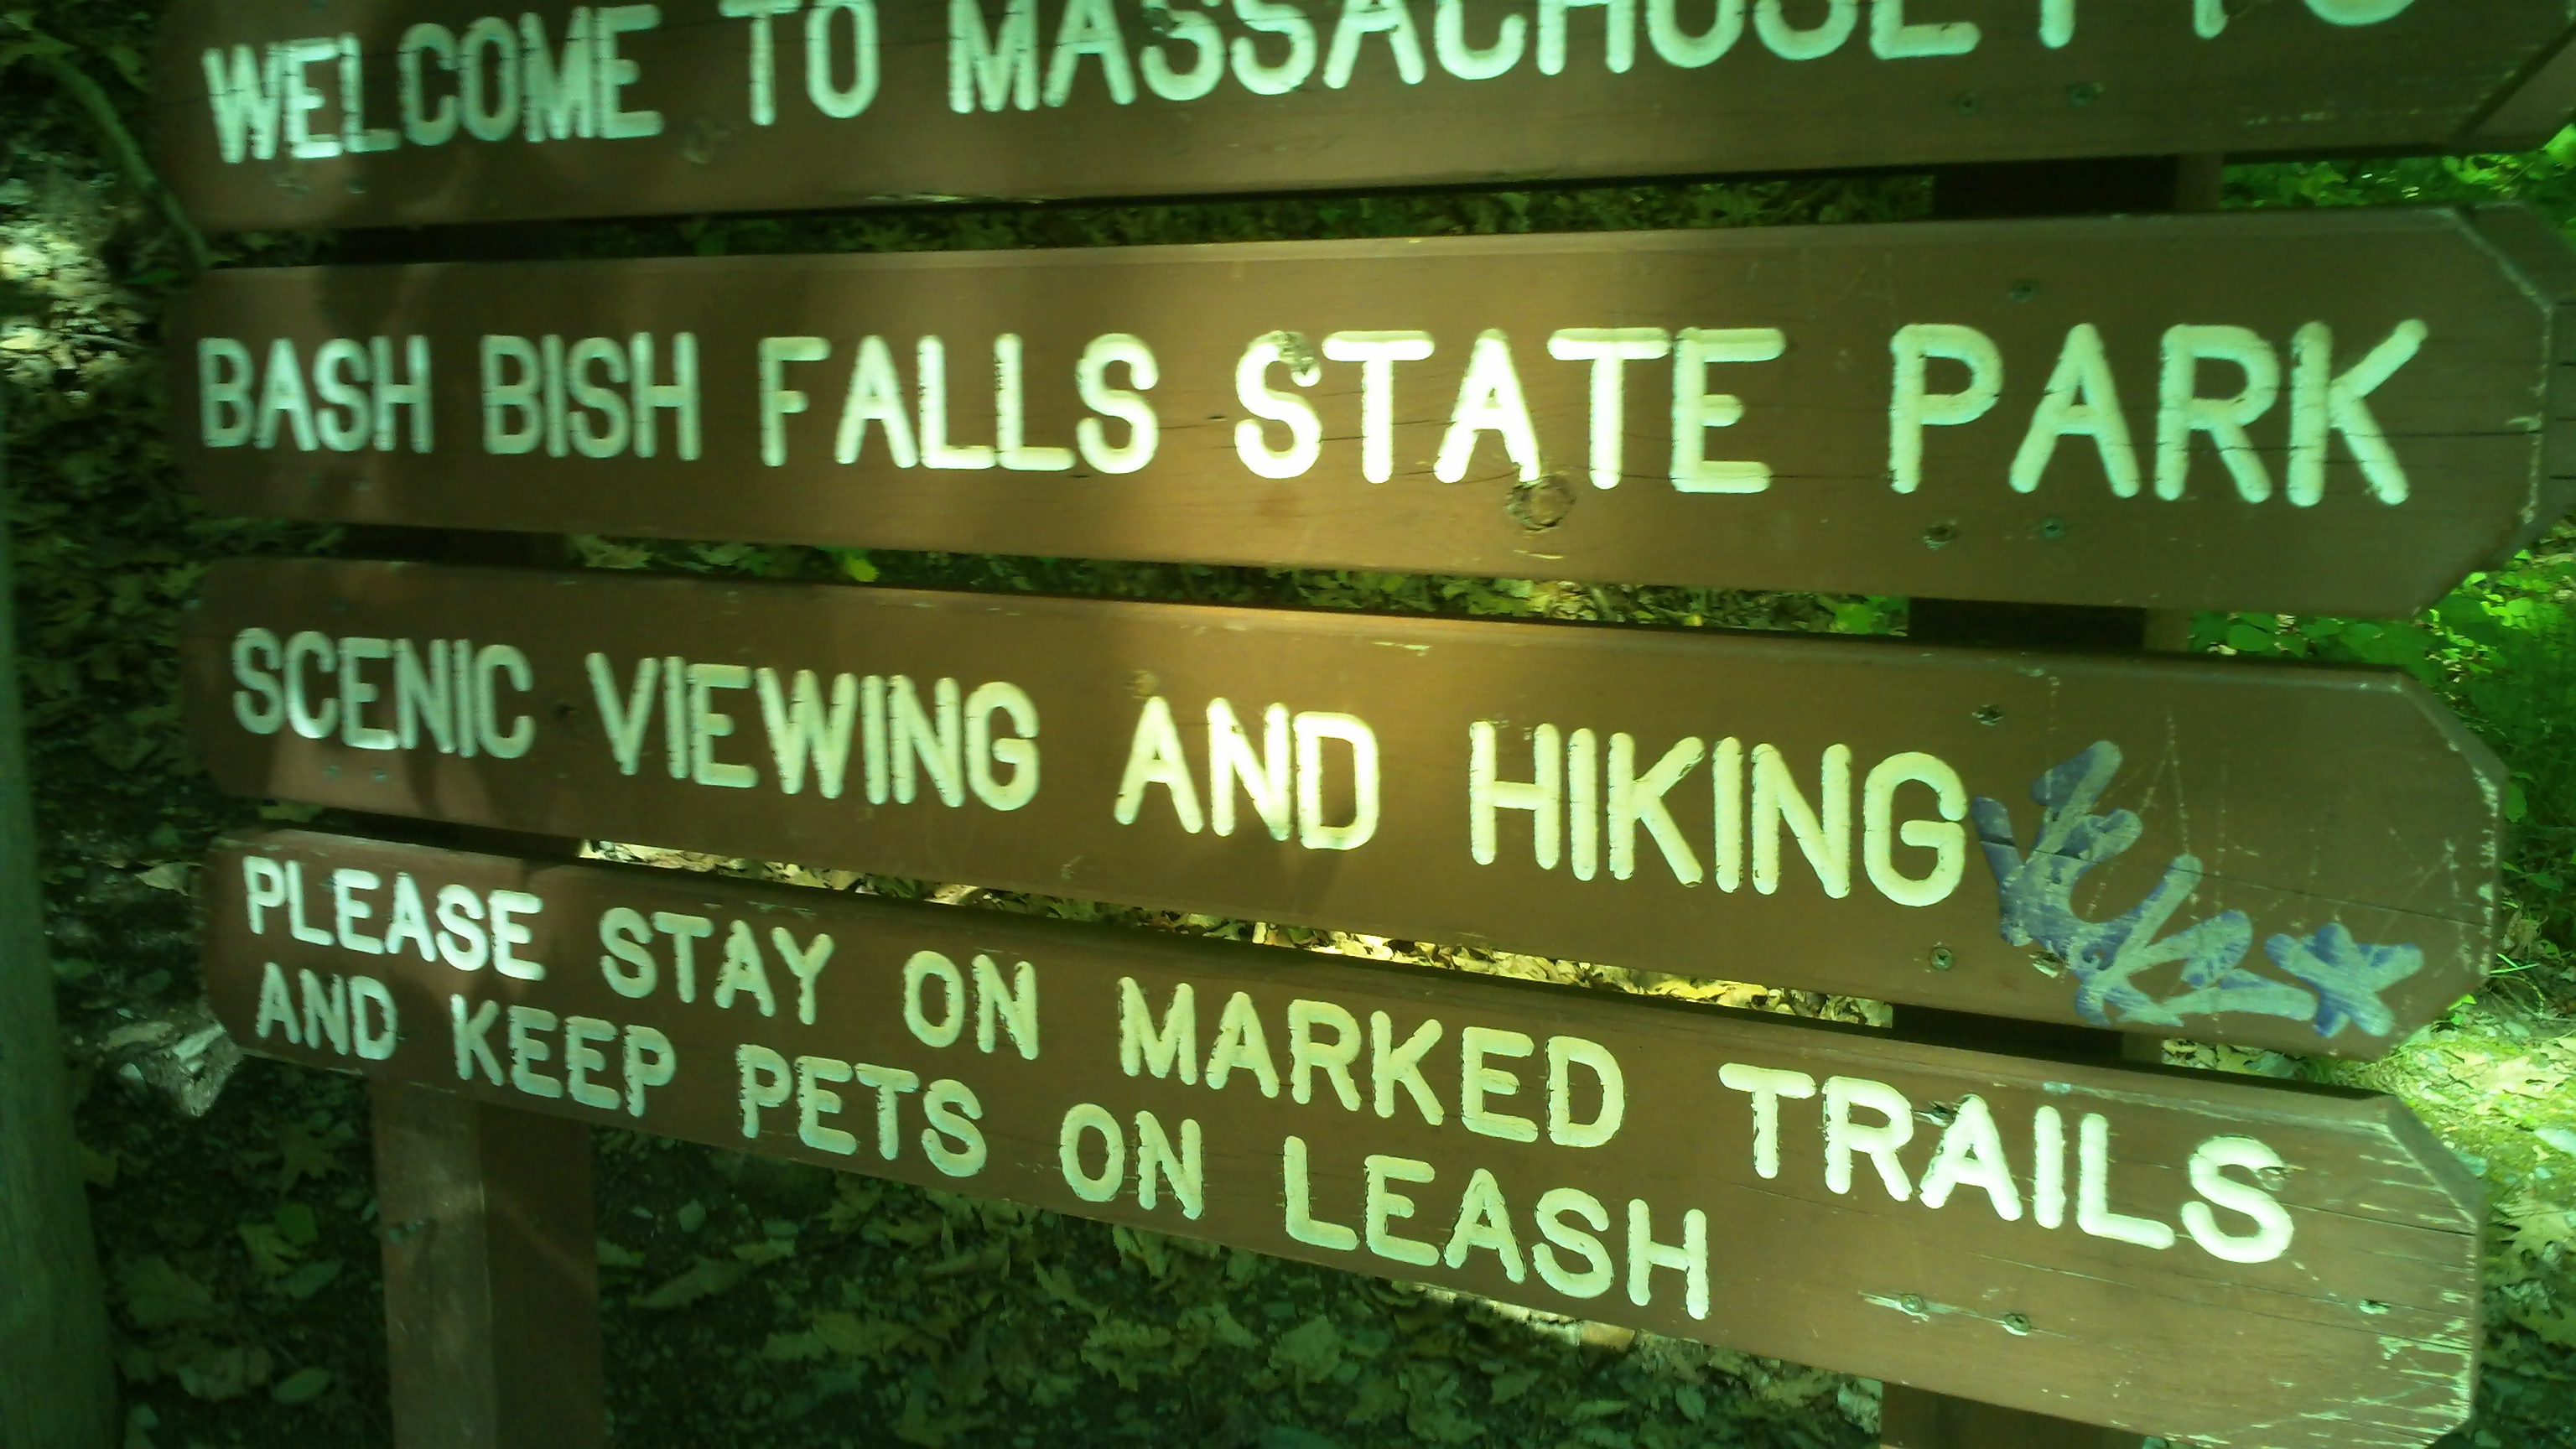 WELCOME TO MASSACHUSETTS
BASH BISH FALLS STATE PARK
SCENIC VIEWING AND HIKING
PLEASE STAY ON MARKED TRAILS
AND KEEP PETS ON LEASH